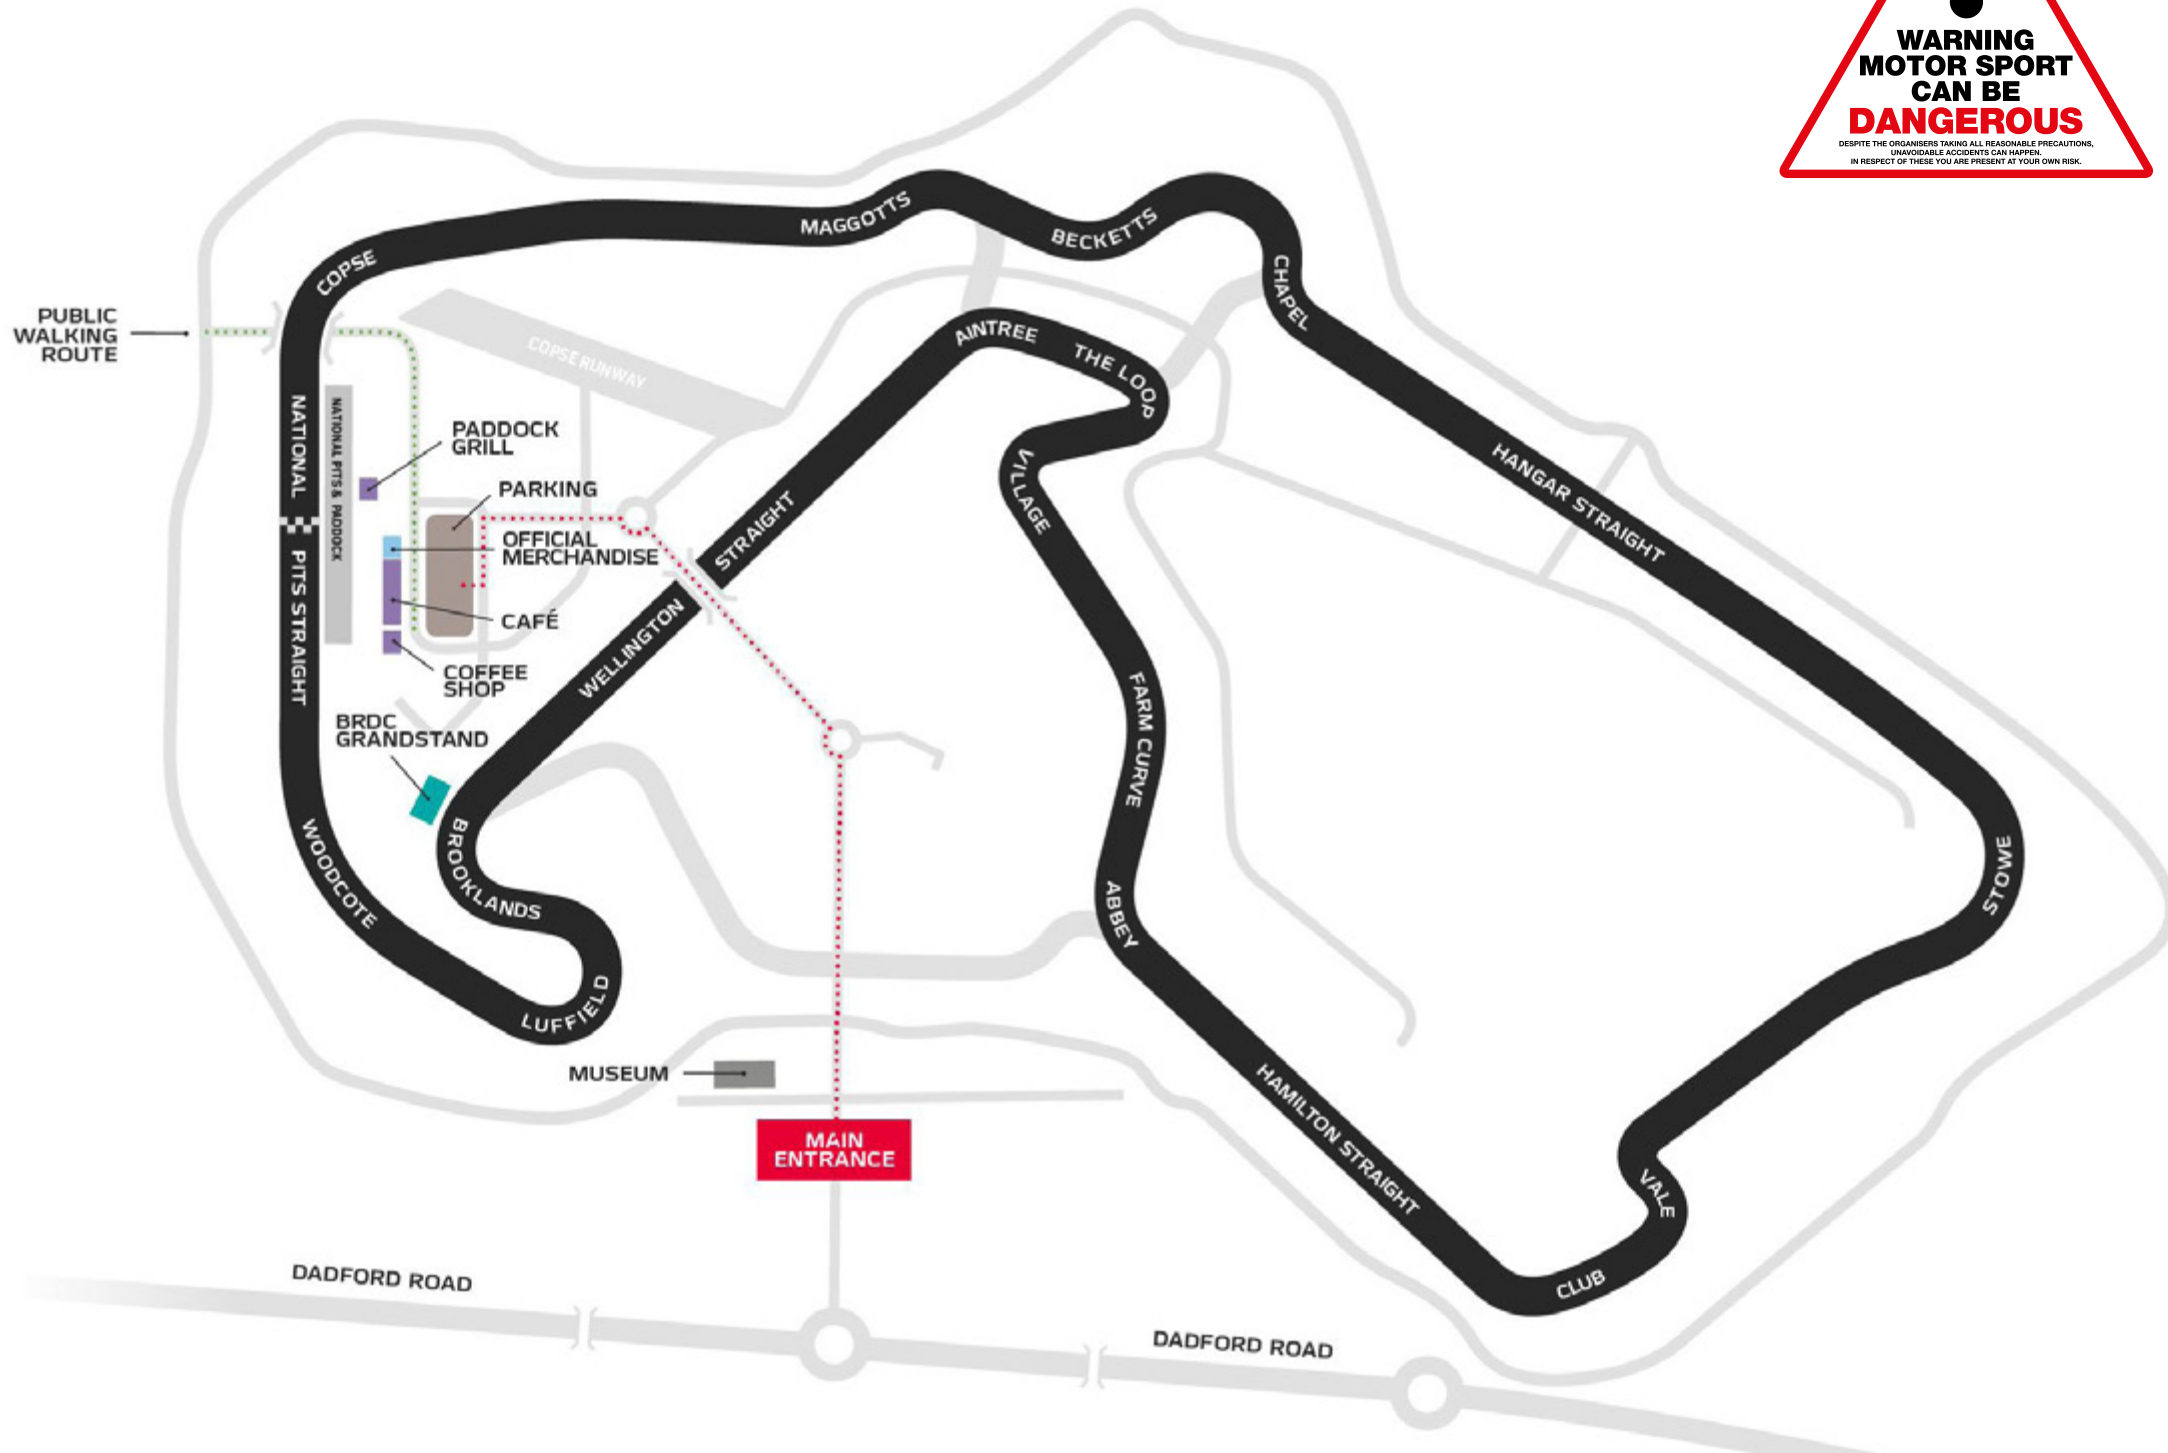 WARNING
MOTOR SPORT
CAN BE
DANGEROUS
DESPITE THE ORGANISERS TAKING ALL REASONABLE PRECAUTIONS,
UNAVOIDABLE ACCIDENTS CAN HAPPEN.
IN RESPECT OF THESE YOU ARE PRESENT AT YOUR OWN RISK.
MAGGOTTS
BECKETTS
COPSE
CHAPEL
PUBLIC
WALKING
ROUTE
COPSE RUNWAY
AINTREE
THE LOOP
NATIONAL
PITS STRAIGHT
NATIONAL PITS & PADDOCK
PADDOCK
GRILL
PARKING
OFFICIAL
MERCHANDISE
CAFÉ
COFFEE
SHOP
BRDC
GRANDSTAND
WELLINGTON
STRAIGHT
VILLAGE
HANGAR STRAIGHT
FARM CURVE
WOODCOTE
BROOKLANDS
ABBEY
STOWE
LUFFIELD
MUSEUM
MAIN
ENTRANCE
HAMILTON STRAIGHT
VALE
CLUB
DADFORD ROAD
DADFORD ROAD